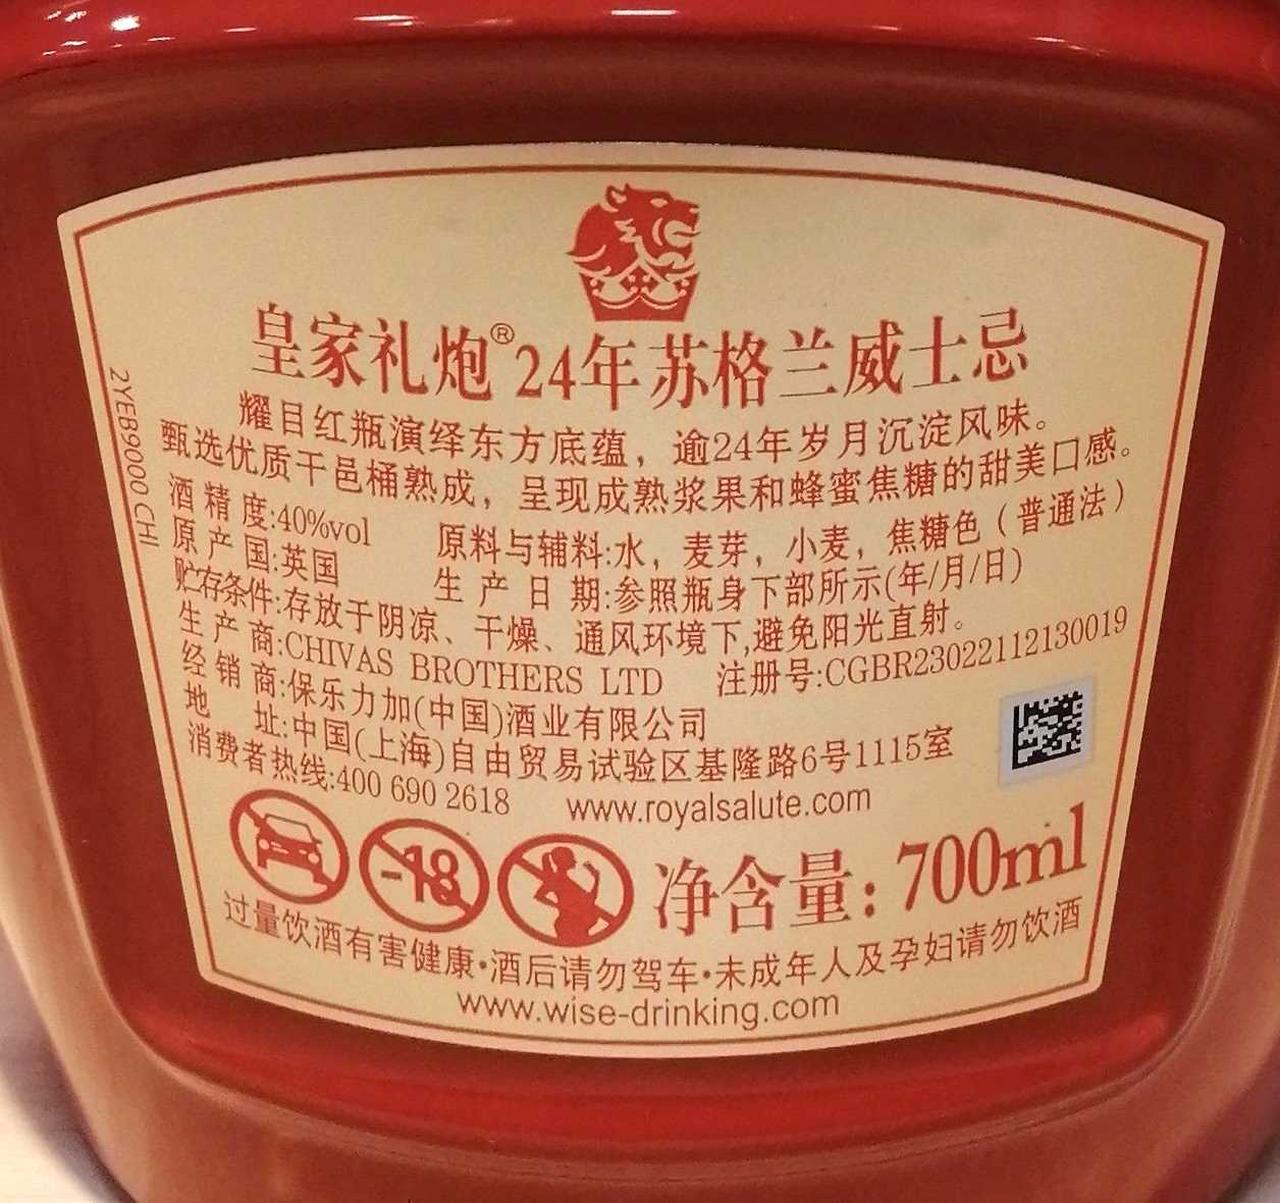 皇家礼炮®24年苏格兰威士忌
耀目红瓶演绎东方底蕴，逾24年岁月沉淀风味。
甄选优质干邑桶熟成，呈现成熟浆果和蜂蜜焦糖的甜美口感。
酒精度:40%vol 原料与辅料:水，麦芽，小麦，焦糖色（普通法）
原产国:英国 生产日期:参照瓶身下部所示(年/月/日)
贮存条件:存放于阴凉、干燥、通风环境下,避免阳光直射。
生产商:CHIVAS BROTHERS LTD 注册号:CGBR23022112130019
经销商:保乐力加(中国)酒业有限公司
地址:中国(上海)自由贸易试验区基隆路6号1115室
消费者热线:400 690 2618 www.royalsalute.com
-18
净含量: 700ml
过量饮酒有害健康·酒后请勿驾车·未成年人及孕妇请勿饮酒
www.wise-drinking.com
2YEB9000 CHI